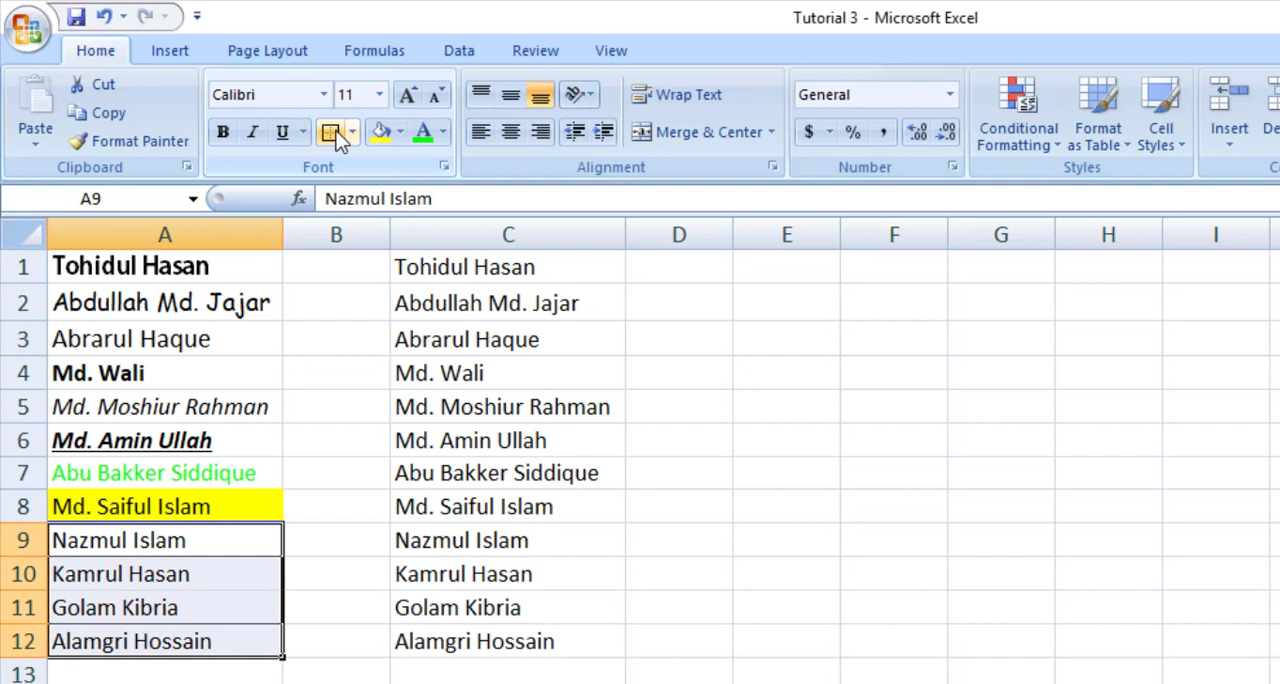 Tutorial 3 - Microsoft Excel
Home Insert Page Layout Formulas Data Review View
Paste
Cut
Copy
Format Painter
Clipboard
Calibri 11 A A
B I U A
Font
Wrap Text
Merge & Center
Alignment
General
$ % , .0 .00 .00 .0
Number
Conditional Formatting
Format as Table
Cell Styles
Styles
Insert
A9 fx Nazmul Islam
A B C D E F G H I
1 Tohidul Hasan Tohidul Hasan
2 Abdullah Md. Jajar Abdullah Md. Jajar
3 Abrarul Haque Abrarul Haque
4 Md. Wali Md. Wali
5 Md. Moshiur Rahman Md. Moshiur Rahman
6 Md. Amin Ullah Md. Amin Ullah
7 Abu Bakker Siddique Abu Bakker Siddique
8 Md. Saiful Islam Md. Saiful Islam
9 Nazmul Islam Nazmul Islam
10 Kamrul Hasan Kamrul Hasan
11 Golam Kibria Golam Kibria
12 Alamgri Hossain Alamgri Hossain
13